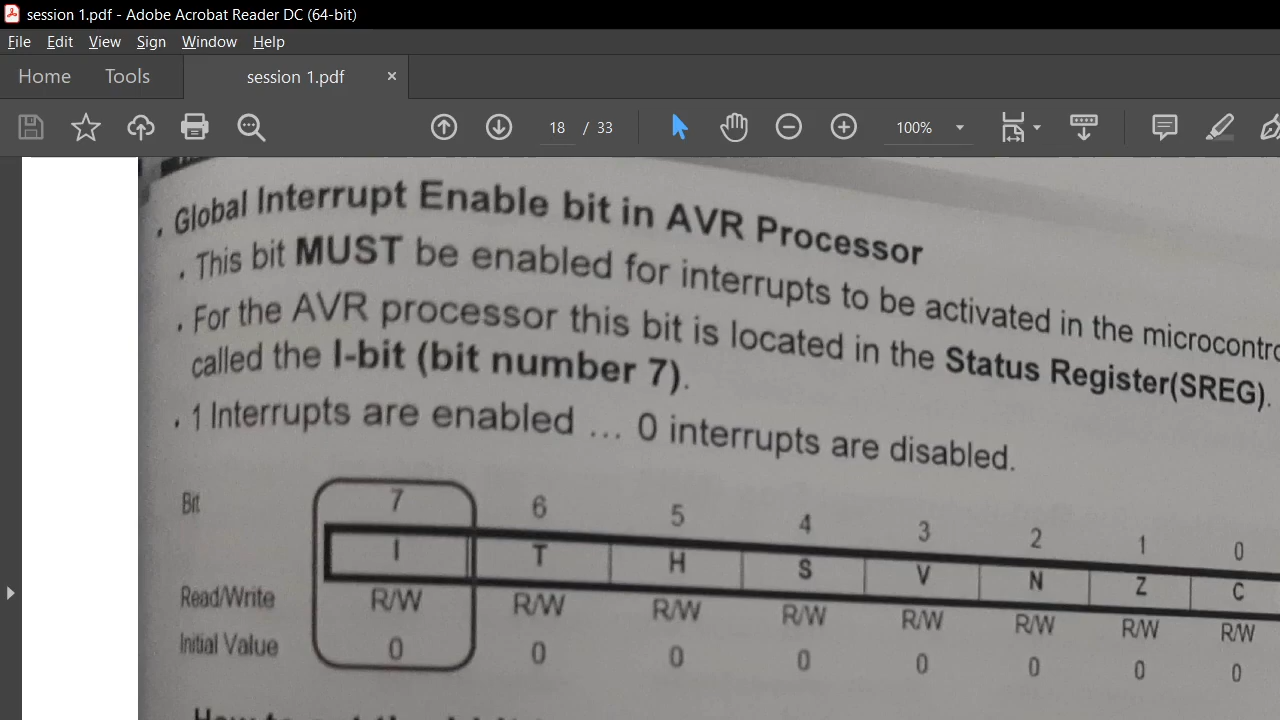 session 1.pdf - Adobe Acrobat Reader DC (64-bit)
File Edit View Sign Window Help
Home Tools session 1.pdf ×
18 / 33 100%
. Global Interrupt Enable bit in AVR Processor
. This bit MUST be enabled for interrupts to be activated in the microcontro
. For the AVR processor this bit is located in the Status Register(SREG).
called the I-bit (bit number 7).
. 1 Interrupts are enabled ... 0 interrupts are disabled.
Bit 7 6 5 4 3 2 1 0
I T H S V N Z C
Read/Write R/W R/W R/W R/W R/W R/W R/W R/W
Initial Value 0 0 0 0 0 0 0 0